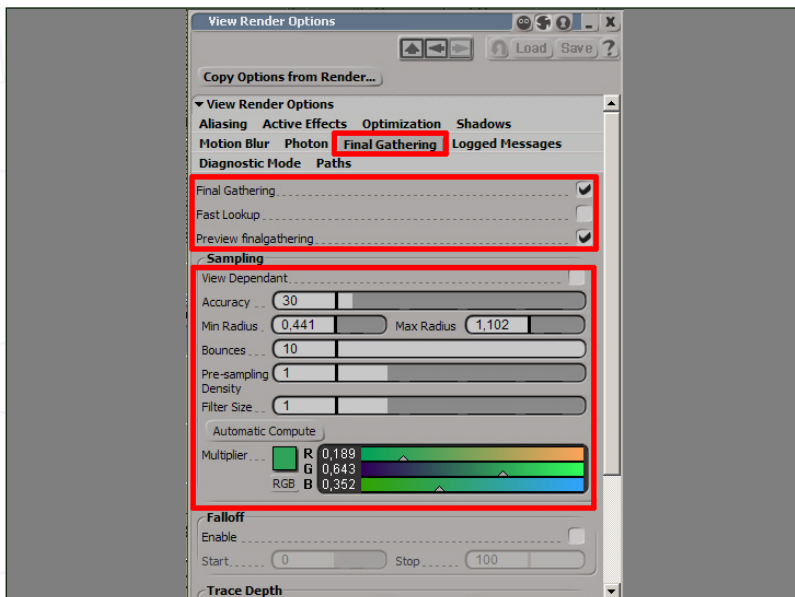 View Render Options
Load Save ?
Copy Options from Render...
View Render Options
Aliasing Active Effects Optimization Shadows
Motion Blur Photon Final Gathering Logged Messages
Diagnostic Mode Paths
Final Gathering
Fast Lookup
Preview finalgathering
Sampling
View Dependant
Accuracy 30
Min Radius 0,441 Max Radius 1,102
Bounces 10
Pre-sampling 1
Density
Filter Size 1
Automatic Compute
Multiplier R 0,189
G 0,643
RGB B 0,352
Falloff
Enable
Start 0 Stop 100
Trace Depth